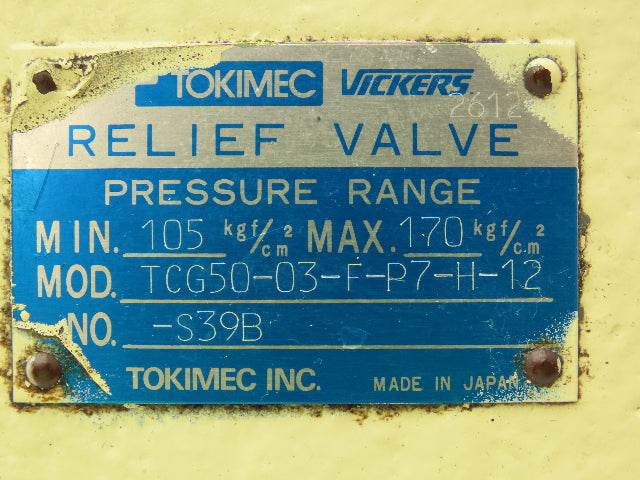 TOKIMEC VICKERS
2612
RELIEF VALVE
PRESSURE RANGE
MIN. 105 kgf/cm² MAX. 170 kgf/cm²
MOD. TCG50-03-F-P7-H-12
NO. -S39B
TOKIMEC INC. MADE IN JAPAN